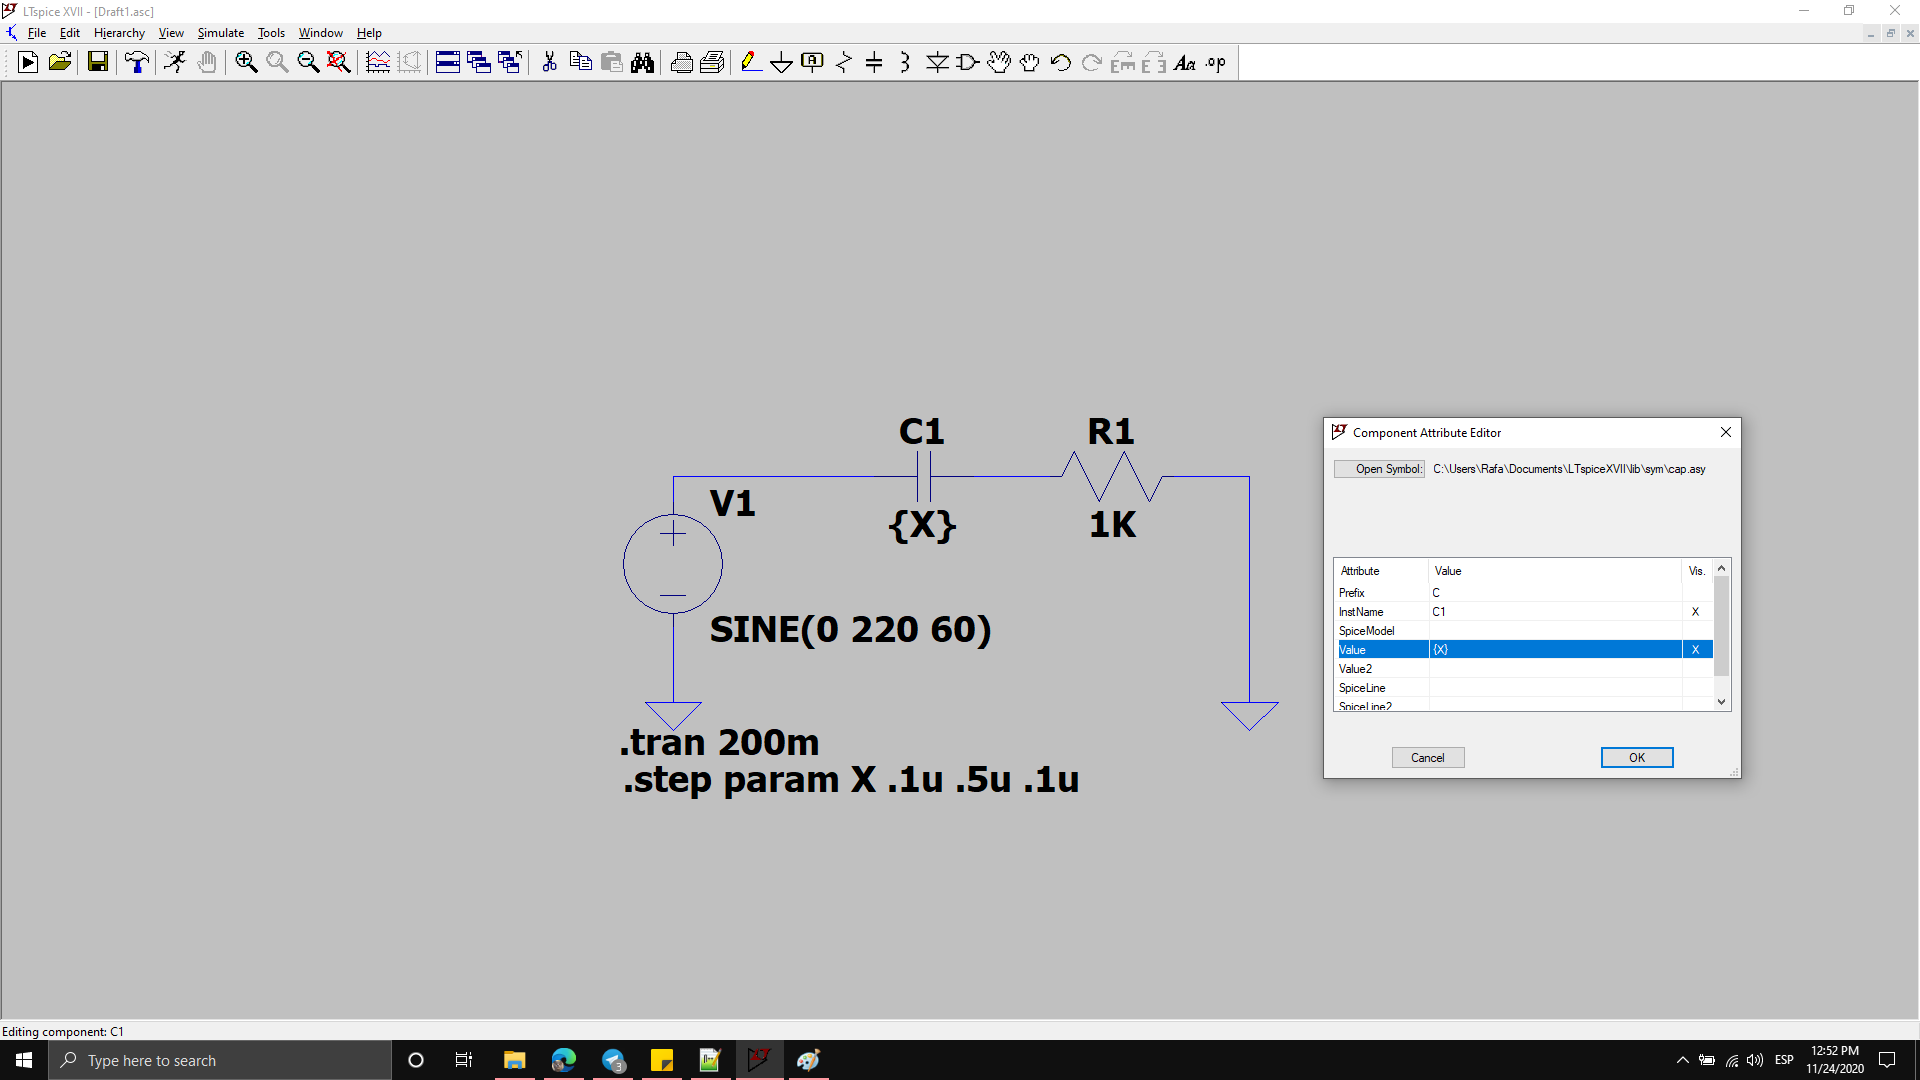 LTspice XVII - [Draft1.asc]
File Edit Hierarchy View Simulate Tools Window Help
A
Aa .op
C1
R1
V1
{X}
1K
SINE(0 220 60)
.tran 200m
.step param X .1u .5u .1u
Component Attribute Editor
Open Symbol: C:\Users\Rafa\Documents\LTspiceXVII\lib\sym\cap.asy
Attribute Value Vis.
Prefix C
InstName C1 X
SpiceModel
Value {X} X
Value2
SpiceLine
SpiceLine2
Cancel OK
Editing component: C1
Type here to search
3
ESP
12:52 PM
11/24/2020